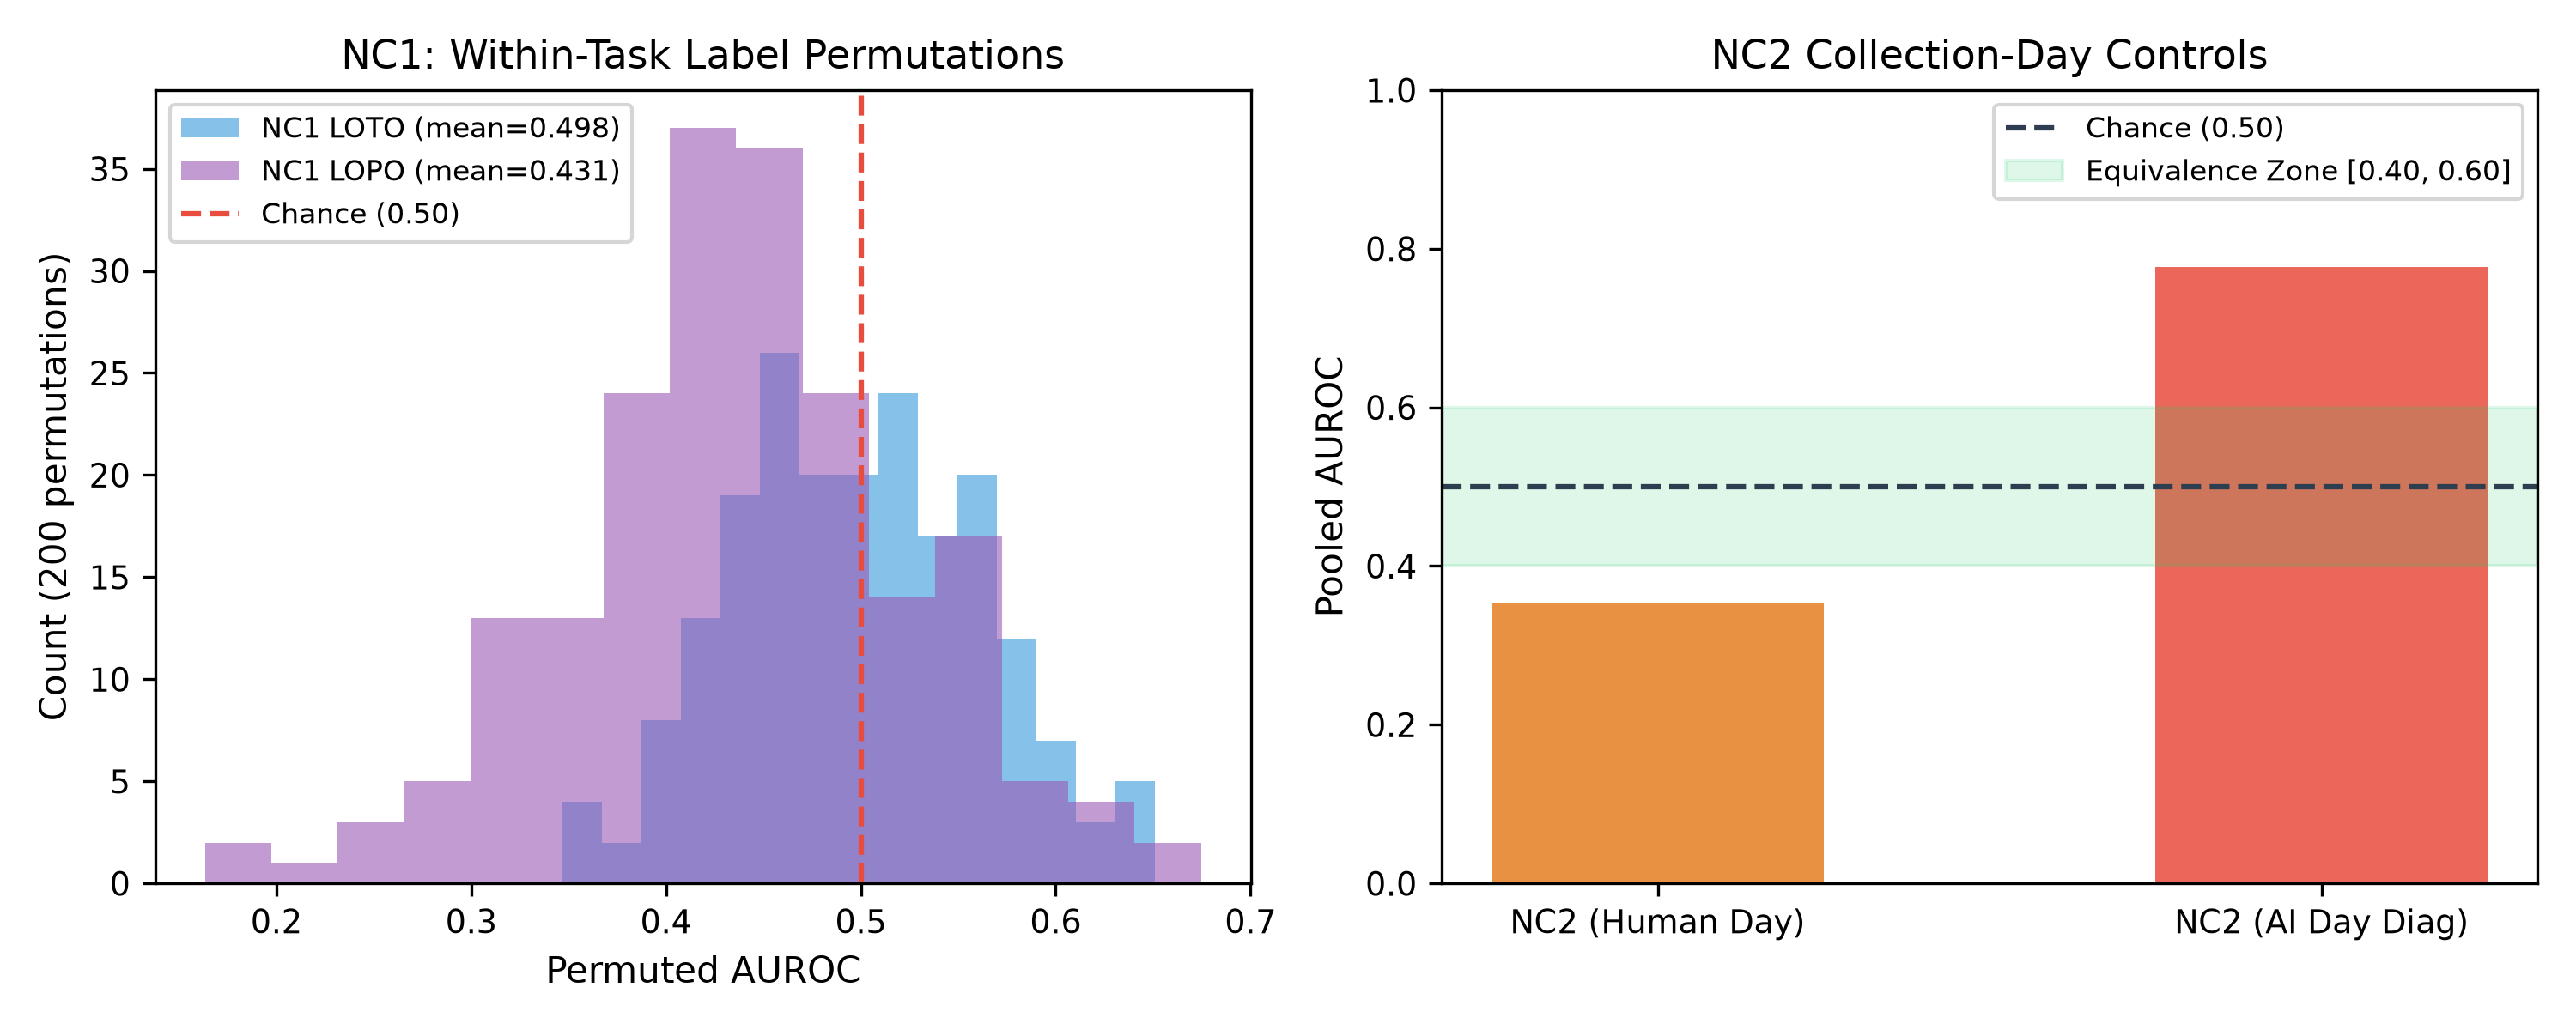 NC1: Within-Task Label Permutations
NC1 LOTO (mean=0.498)
NC1 LOPO (mean=0.431)
Chance (0.50)
Count (200 permutations)
35
30
25
20
15
10
5
0
0.2 0.3 0.4 0.5 0.6 0.7
Permuted AUROC
NC2 Collection-Day Controls
Chance (0.50)
Equivalence Zone [0.40, 0.60]
Pooled AUROC
1.0
0.8
0.6
0.4
0.2
0.0
NC2 (Human Day) NC2 (AI Day Diag)